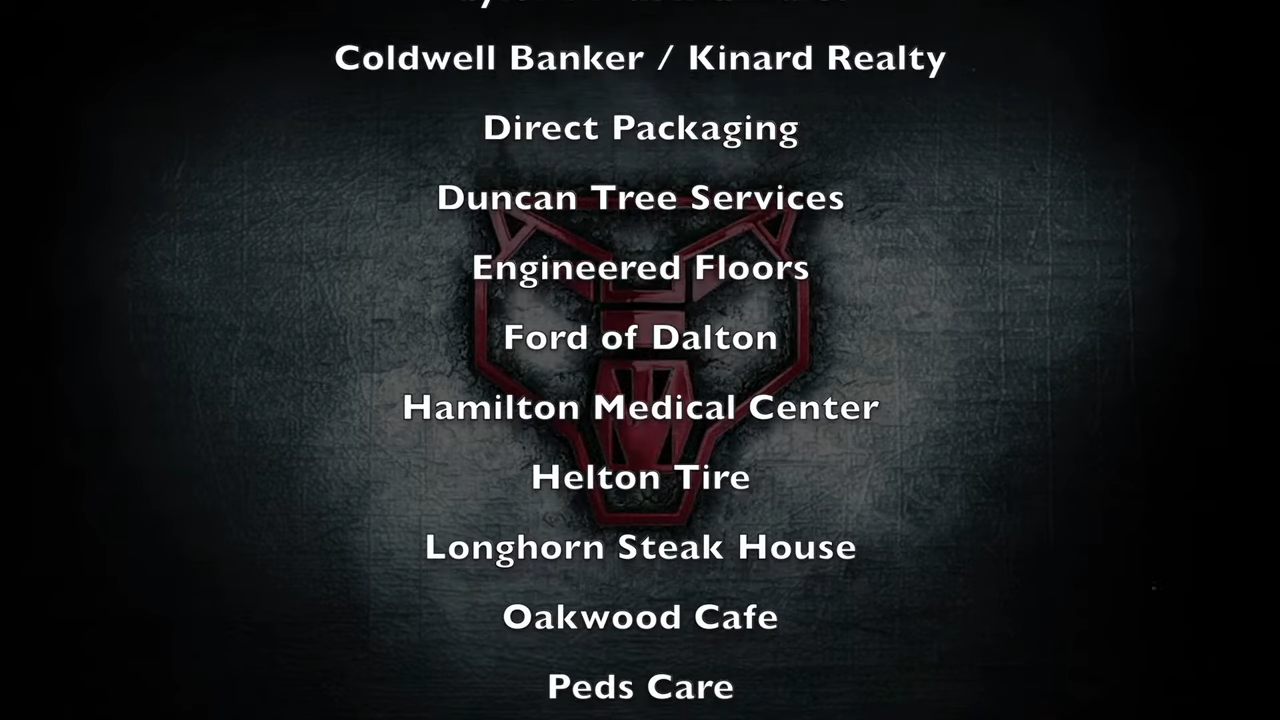 Coldwell Banker / Kinard Realty
Direct Packaging
Duncan Tree Services
Engineered Floors
Ford of Dalton
Hamilton Medical Center
Helton Tire
Longhorn Steak House
Oakwood Cafe
Peds Care